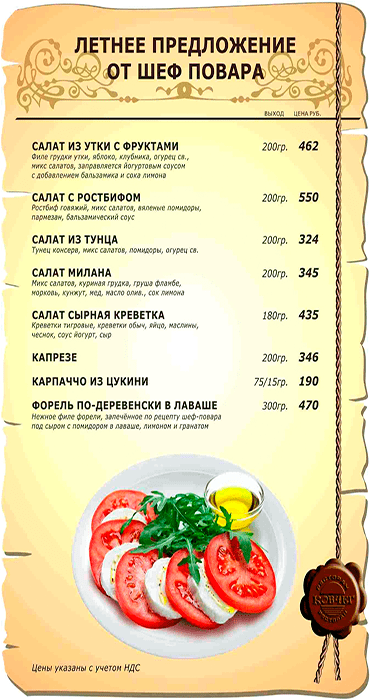 ЛЕТНЕЕ ПРЕДЛОЖЕНИЕ
ОТ ШЕФ ПОВАРА
ВЫХОД ЦЕНА РУБ.
САЛАТ ИЗ УТКИ С ФРУКТАМИ 200гр. 462
Филе грудки утки, яблоко, клубника, огурец св.,
микс салатов, заправляется йогуртовым соусом
с добавлением бальзамика и сока лимона
САЛАТ С РОСТБИФОМ 200гр. 550
Ростбиф говяжий, микс салатов, вяленые помидоры,
пармезан, бальзамический соус
САЛАТ ИЗ ТУНЦА 200гр. 324
Тунец консерв, микс салатов, помидоры, огурец св.
САЛАТ МИЛАНА 200гр. 345
Микс салатов, куриная грудка, груша фламбе,
морковь, кунжут, мед, масло олив., сок лимона
САЛАТ СЫРНАЯ КРЕВЕТКА 180гр. 435
Креветки тигровые, креветки обыч, яйцо, маслины,
чеснок, соус йогурт, сыр
КАПРЕЗЕ 200гр. 346
КАРПАЧЧО ИЗ ЦУКИНИ 75/15гр. 190
ФОРЕЛЬ ПО-ДЕРЕВЕНСКИ В ЛАВАШЕ 300гр. 470
Нежное филе форели, запечённое по рецепту шеф-повара
под сыром с помидором в лаваше, лимоном и гранатом
КОВЧЕГ
Цены указаны с учетом НДС